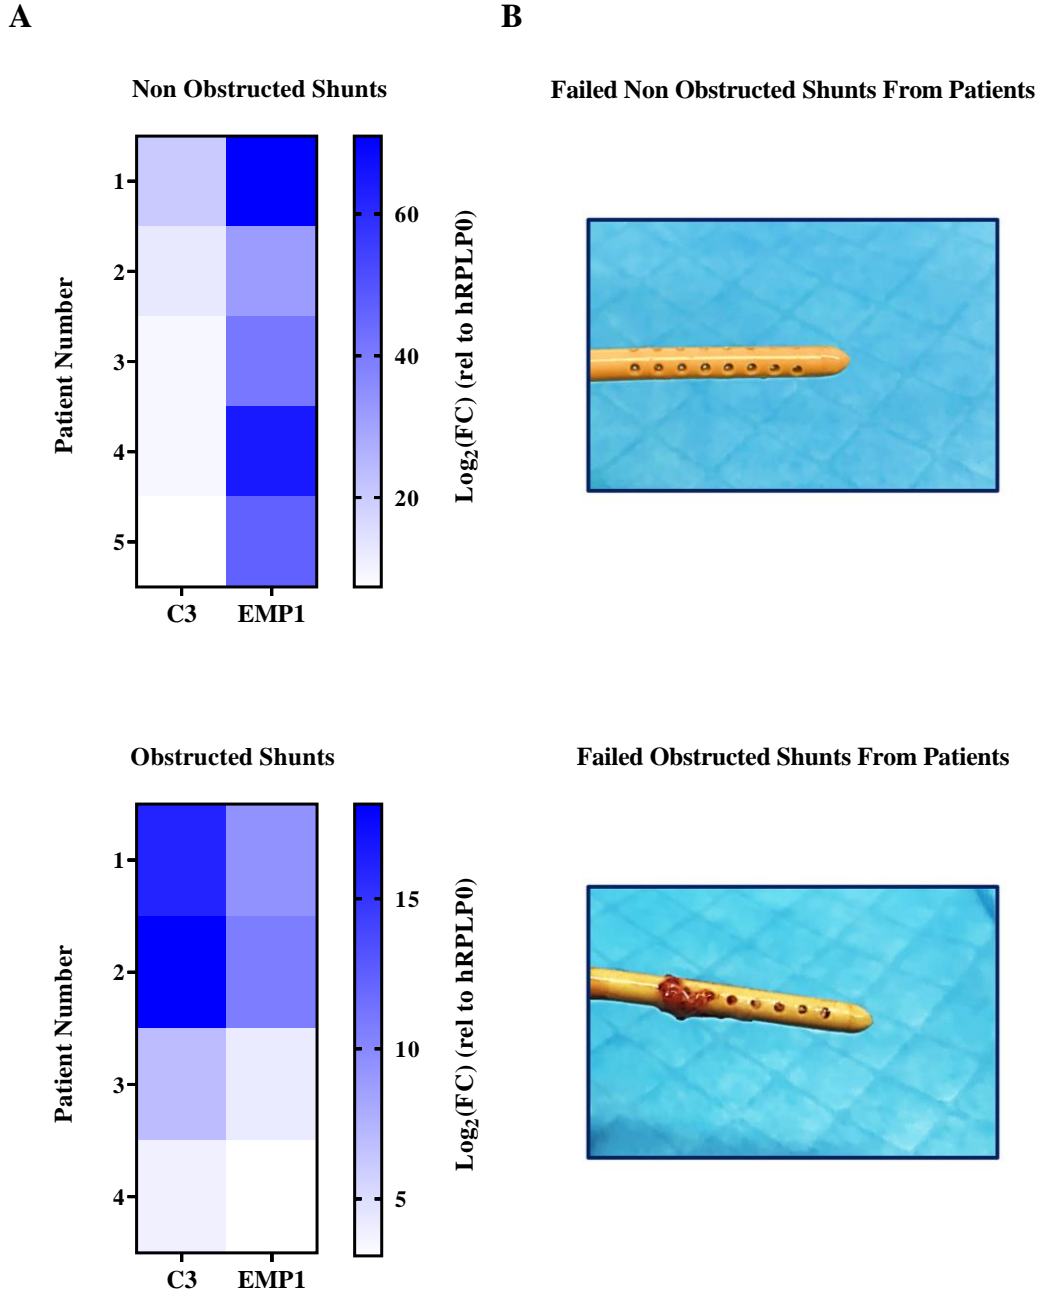 A
B
Non Obstructed Shunts
Failed Non Obstructed Shunts From Patients
Patient Number
1
2
3
4
5
C3 EMP1
60
40
20
Log2(FC) (rel to hRPLP0)
Obstructed Shunts
Failed Obstructed Shunts From Patients
Patient Number
1
2
3
4
C3 EMP1
15
10
5
Log2(FC) (rel to hRPLP0)